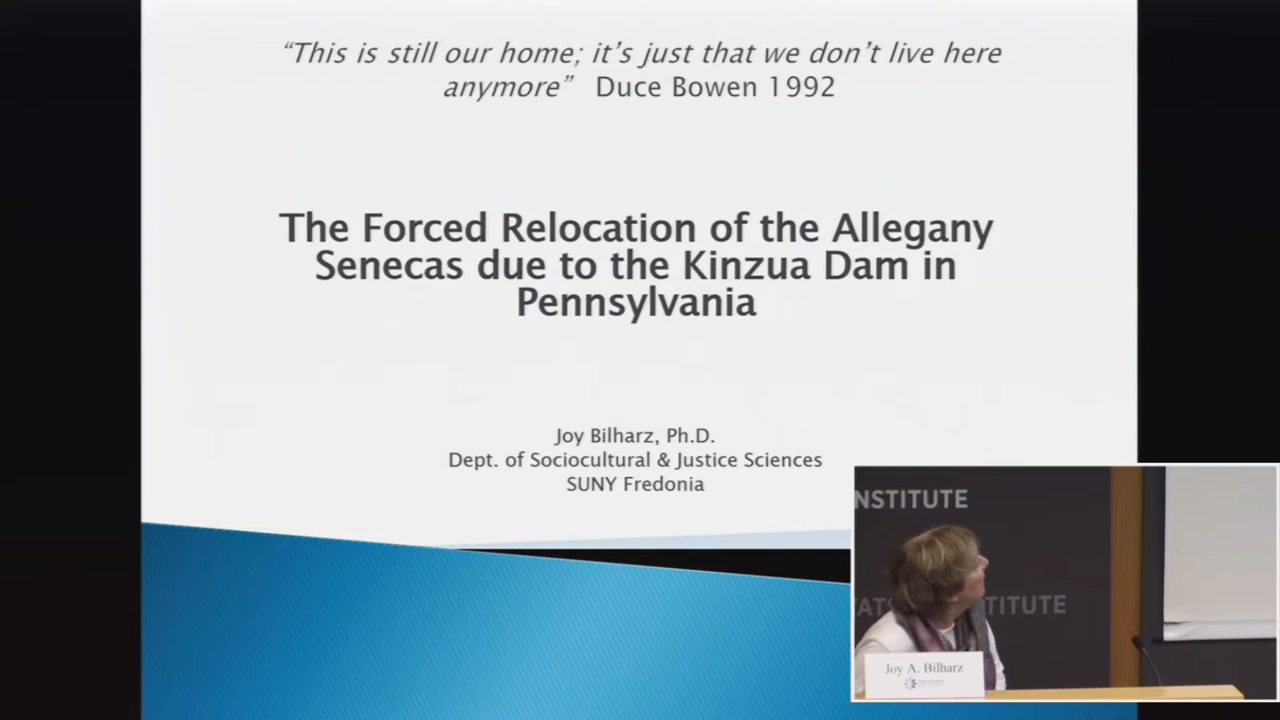 “This is still our home; it’s just that we don’t live here
anymore” Duce Bowen 1992
The Forced Relocation of the Allegany
Senecas due to the Kinzua Dam in
Pennsylvania
Joy Bilharz, Ph.D.
Dept. of Sociocultural & Justice Sciences
SUNY Fredonia
NSTITUTE
TITUTE
Joy A. Bilharz